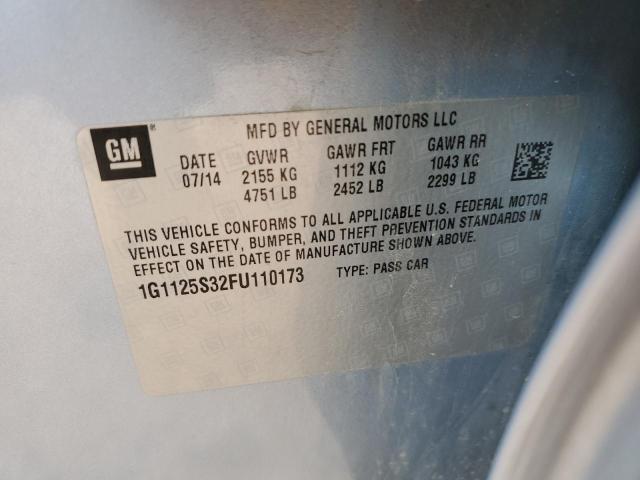 GM
MFD BY GENERAL MOTORS LLC
DATE GVWR GAWR FRT GAWR RR
07/14 2155 KG 1112 KG 1043 KG
4751 LB 2452 LB 2299 LB
THIS VEHICLE CONFORMS TO ALL APPLICABLE U.S. FEDERAL MOTOR
VEHICLE SAFETY, BUMPER, AND THEFT PREVENTION STANDARDS IN
EFFECT ON THE DATE OF MANUFACTURE SHOWN ABOVE.
1G1125S32FU110173 TYPE: PASS CAR